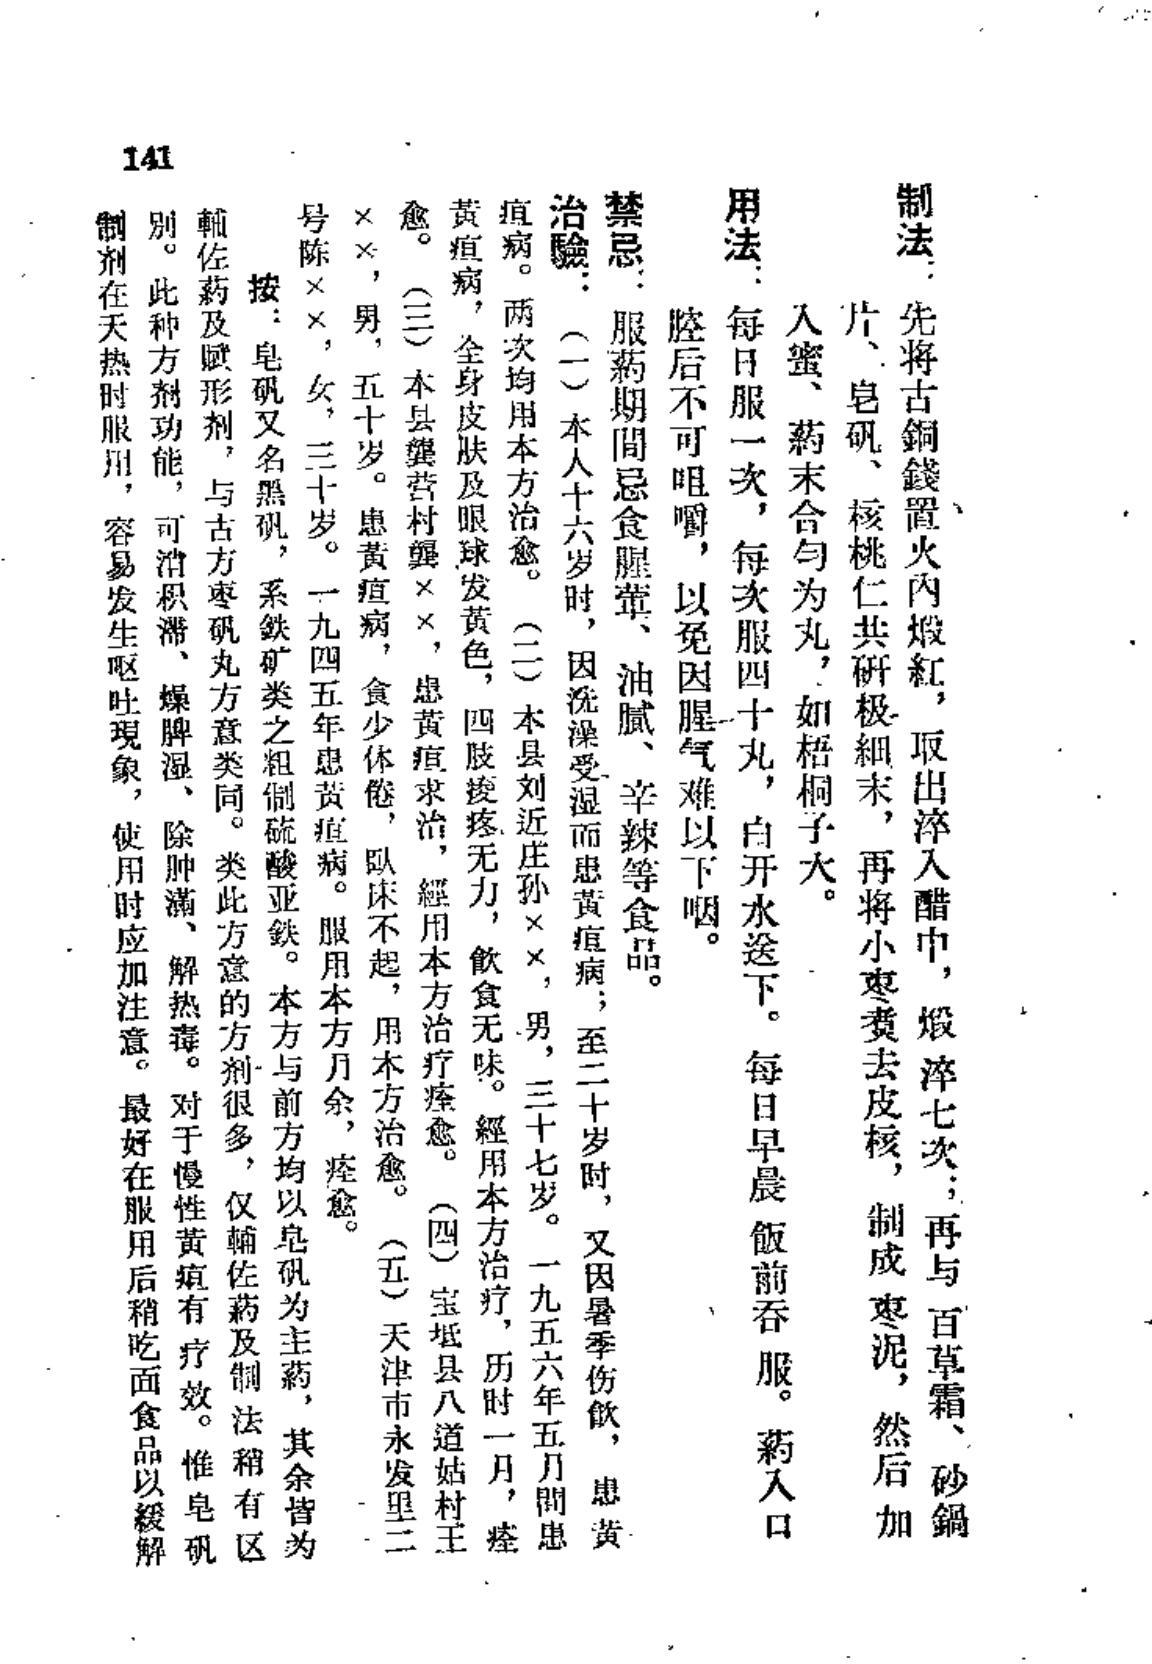 制法：先将古銅錢置火內煅紅，取出淬入醋中，煅淬七次；再与百草霜、砂鍋
片、皂矾、核桃仁共研极細末，再将小枣煑去皮核，制成枣泥，然后加
入蜜、葯末合匀为丸，如梧桐子大。
用法：每日服一次，每次服四十丸，白开水送下。每日早晨飯前吞服。葯入口
腔后不可咀嚼，以免因腥气难以下咽。
禁忌：服葯期間忌食腥葷、油膩、辛辣等食品。
治驗：（一）本人十六岁时，因洗澡受湿而患黃疸病；至二十岁时，又因暑季伤飲，患黃
疸病。两次均用本方治愈。（二）本县刘近庄孙××，男，三十七岁。一九五六年五月間患
黃疸病，全身皮肤及眼球发黃色，四肢痠疼无力，飲食无味。經用本方治疗，历时一月，痊
愈。（三）本县龔营村龔××，患黃疸求治，經用本方治疗痊愈。（四）宝坻县八道姑村王
××，男，五十岁。患黃疸病，食少体倦，臥床不起，用本方治愈。（五）天津市永发里二
号陈××，女，三十岁。一九四五年患黃疸病。服用本方月余，痊愈。
按：皂矾又名黑矾，系鉄矿类之粗制硫酸亚鉄。本方与前方均以皂矾为主葯，其余皆为
輔佐葯及賦形剂，与古方枣矾丸方意类同。类此方意的方剂很多，仅輔佐葯及制法稍有区
別。此种方剂功能，可消积滞、燥脾湿、除肿滿、解热毒。对于慢性黃疸有疗效。惟皂矾
制剂在天热时服用，容易发生呕吐現象，使用时应加注意。最好在服用后稍吃面食品以緩解
141